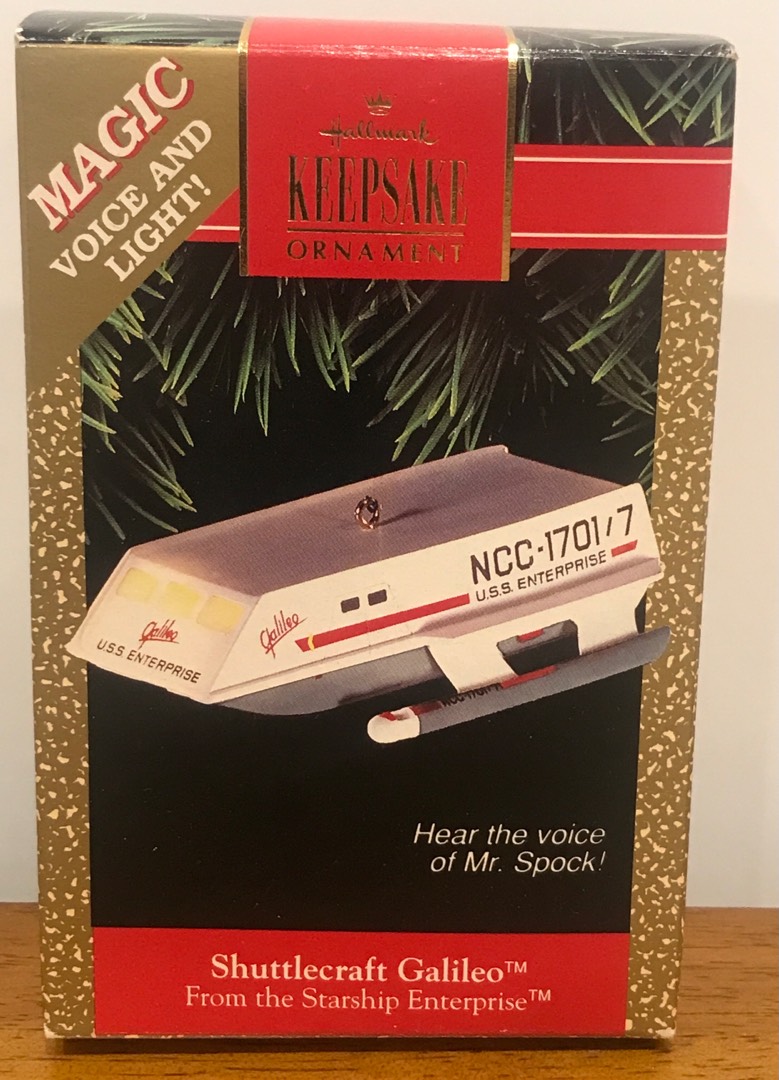 MAGIC
VOICE AND
LIGHT!
Hallmark
KEEPSAKE
ORNAMENT
NCC-1701/7
U.S.S. ENTERPRISE
Galileo
Galileo
U.S.S. ENTERPRISE
Hear the voice
of Mr. Spock!
Shuttlecraft Galileo™
From the Starship Enterprise™